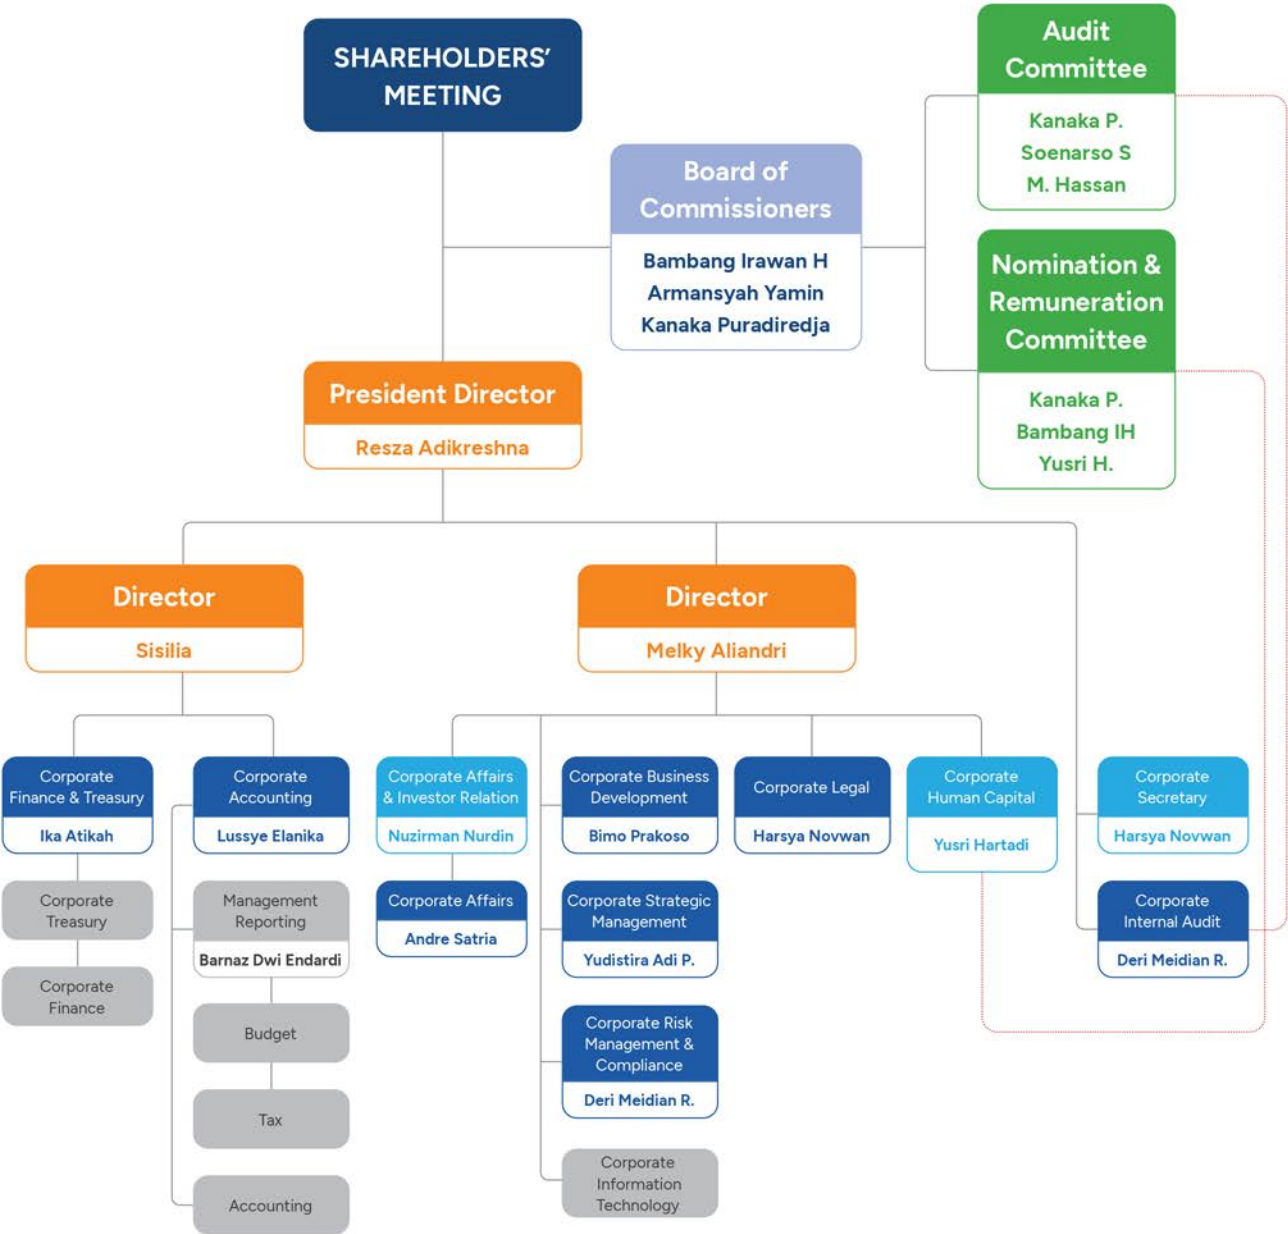 SHAREHOLDERS'
MEETING
Audit
Committee
Kanaka P.
Soenarso S
M. Hassan
Board of
Commissioners
Bambang Irawan H
Armansyah Yamin
Kanaka Puradiredja
Nomination &
Remuneration
Committee
Kanaka P.
Bambang IH
Yusri H.
President Director
Resza Adikreshna
Director
Sisilia
Director
Melky Aliandri
Corporate
Finance & Treasury
Ika Atikah
Corporate
Accounting
Lussye Elanika
Corporate Affairs
& Investor Relation
Nuzirman Nurdin
Corporate Business
Development
Bimo Prakoso
Corporate Legal
Harsya Novwan
Corporate
Human Capital
Yusri Hartadi
Corporate
Secretary
Harsya Novwan
Corporate
Treasury
Management
Reporting
Barnaz Dwi Endardi
Corporate Affairs
Andre Satria
Corporate Strategic
Management
Yudistira Adi P.
Corporate
Internal Audit
Deri Meidian R.
Corporate
Finance
Budget
Corporate Risk
Management &
Compliance
Deri Meidian R.
Tax
Accounting
Corporate
Information
Technology